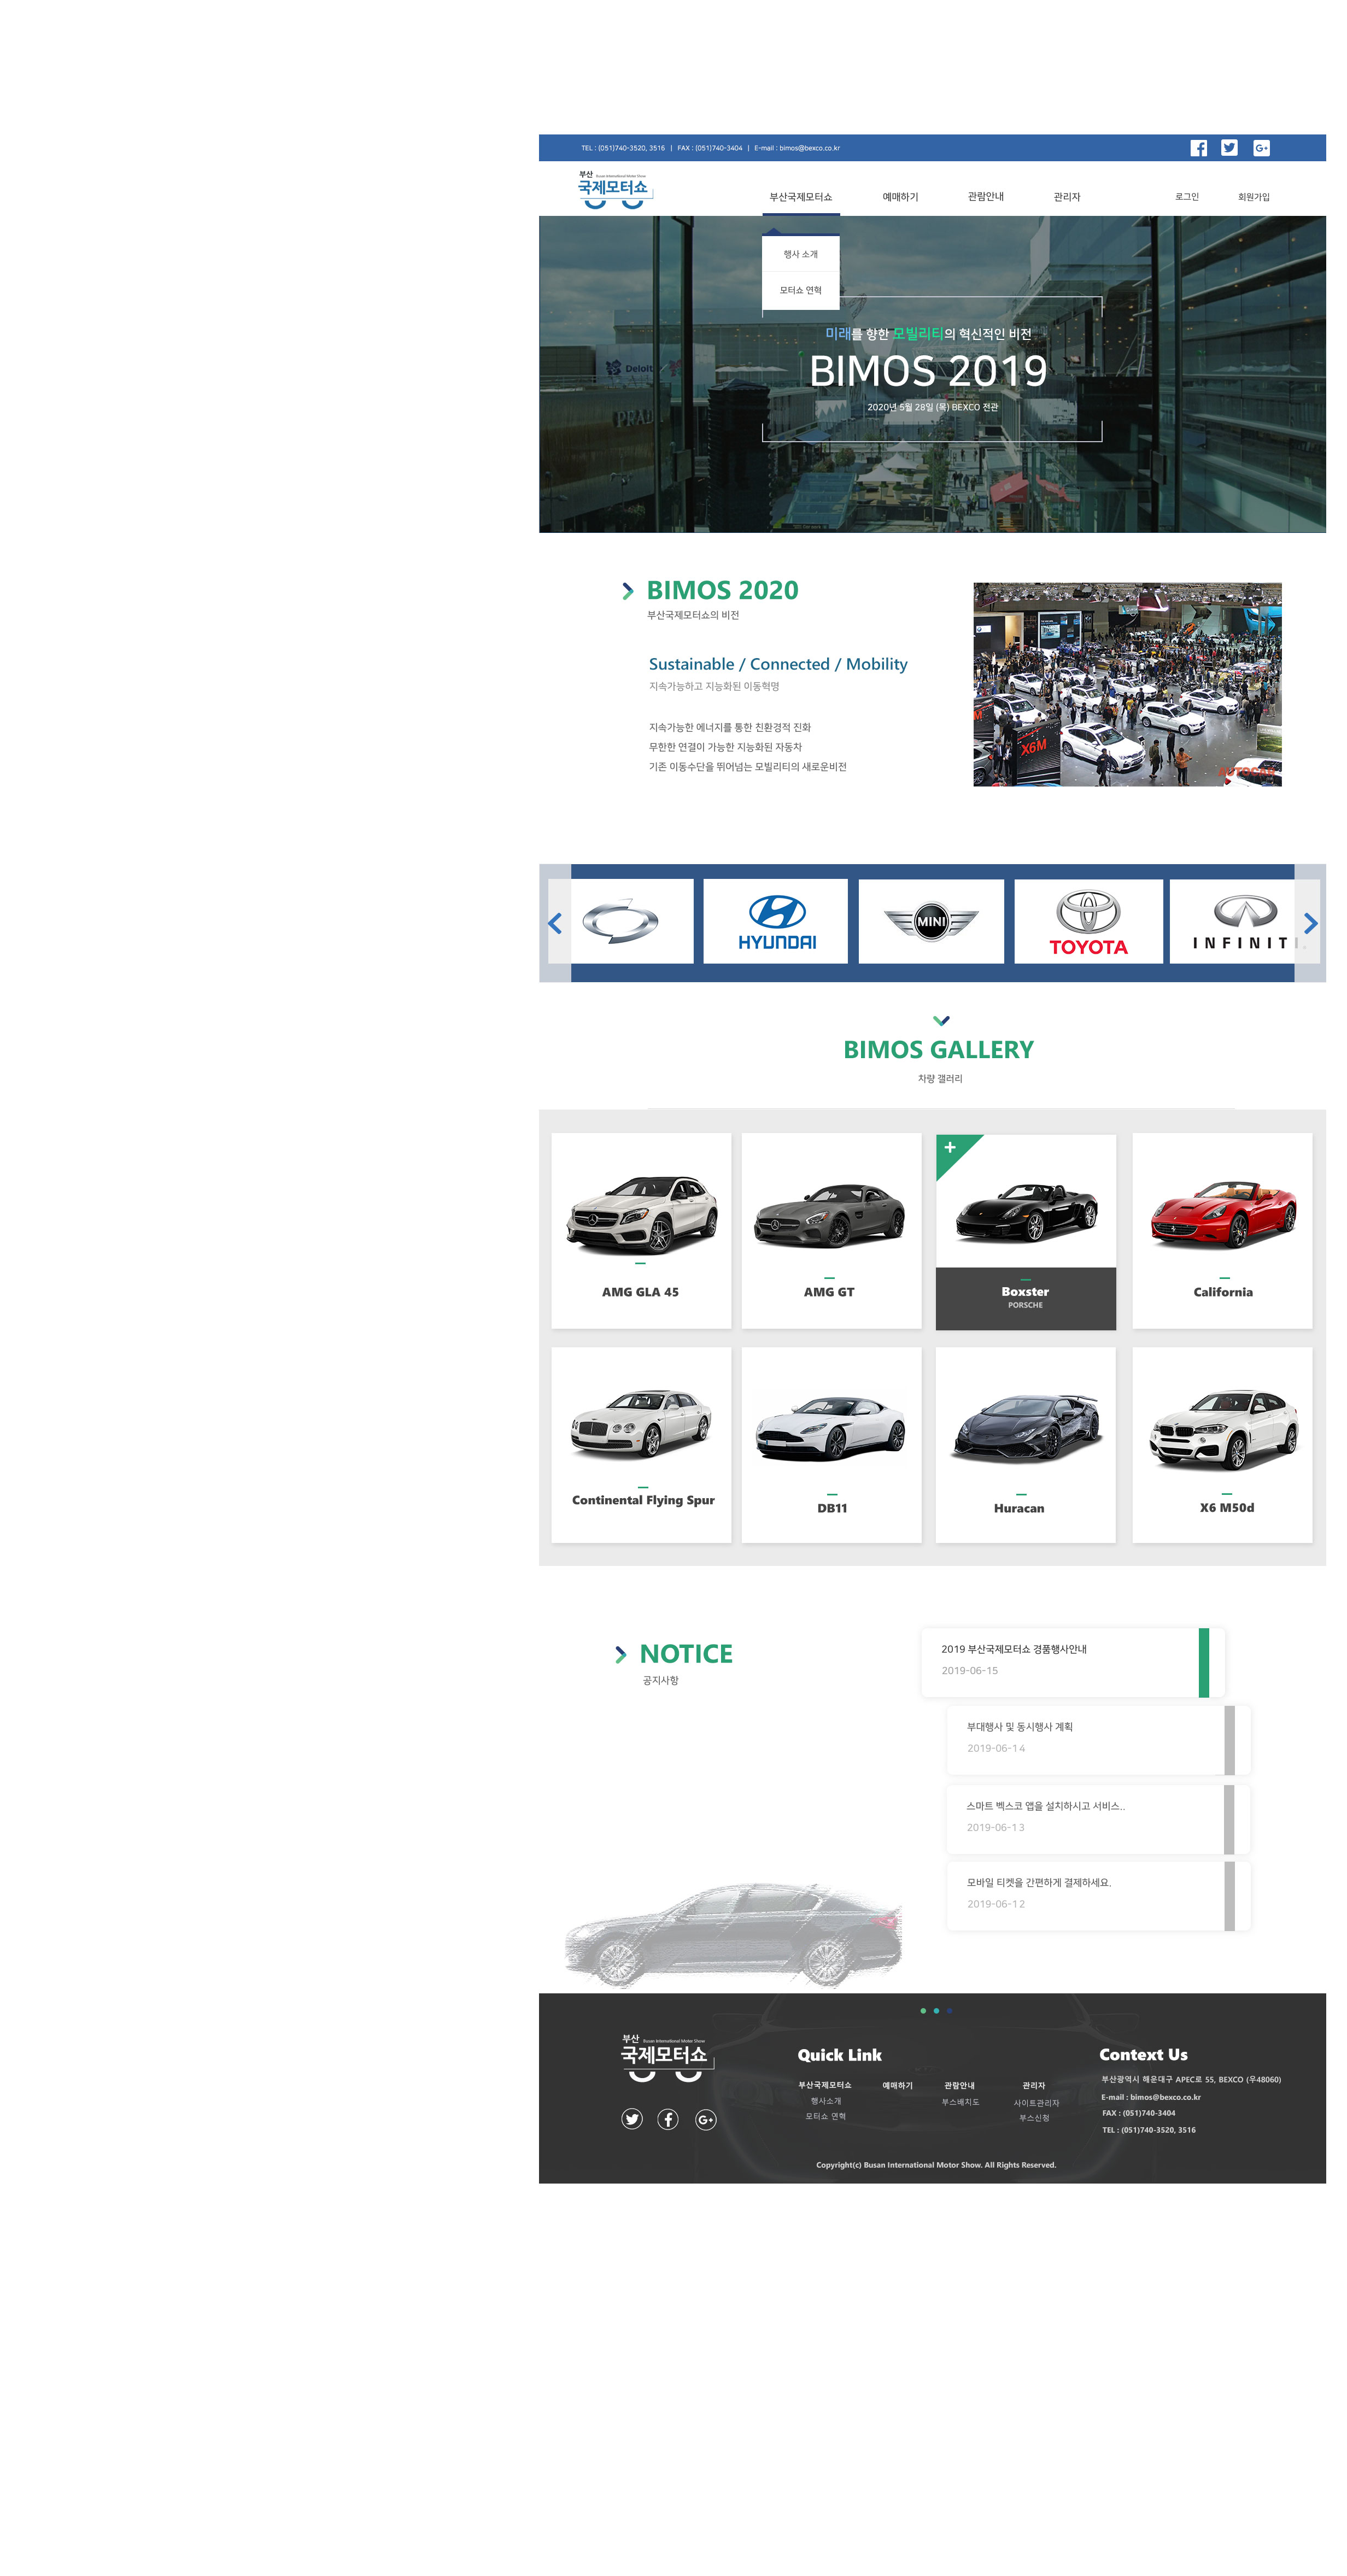 TEL : (051)740-3520, 3516 | FAX : (051)740-3404 | E-mail : bimos@bexco.co.kr
부산 Busan International Motor Show
국제모터쇼
부산국제모터쇼 예매하기 관람안내 관리자 로그인 회원가입
행사 소개
모터쇼 연혁
미래를 향한 모빌리티의 혁신적인 비전
BIMOS 2019
2020년 5월 28일 (목) BEXCO 전관
Deloit
PRA
BIMOS 2020
부산국제모터쇼의 비전
Sustainable / Connected / Mobility
지속가능하고 지능화된 이동혁명
지속가능한 에너지를 통한 친환경적 진화
무한한 연결이 가능한 지능화된 자동차
기존 이동수단을 뛰어넘는 모빌리티의 새로운비전
X6M
AUTOCAR
HYUNDAI
MINI
TOYOTA
INFINITI
BIMOS GALLERY
차량 갤러리
AMG GLA 45
AMG GT
Boxster
PORSCHE
California
Continental Flying Spur
DB11
Huracan
X6 M50d
NOTICE
공지사항
2019 부산국제모터쇼 경품행사안내
2019-06-15
부대행사 및 동시행사 계획
2019-06-14
스마트 벡스코 앱을 설치하시고 서비스..
2019-06-13
모바일 티켓을 간편하게 결제하세요.
2019-06-12
부산 Busan International Motor Show
국제모터쇼
Quick Link
부산국제모터쇼 예매하기 관람안내 관리자
행사소개 부스배치도 사이트관리자
모터쇼 연혁 부스신청
Context Us
부산광역시 해운대구 APEC로 55, BEXCO (우48060)
E-mail : bimos@bexco.co.kr
FAX : (051)740-3404
TEL : (051)740-3520, 3516
Copyright(c) Busan International Motor Show. All Rights Reserved.